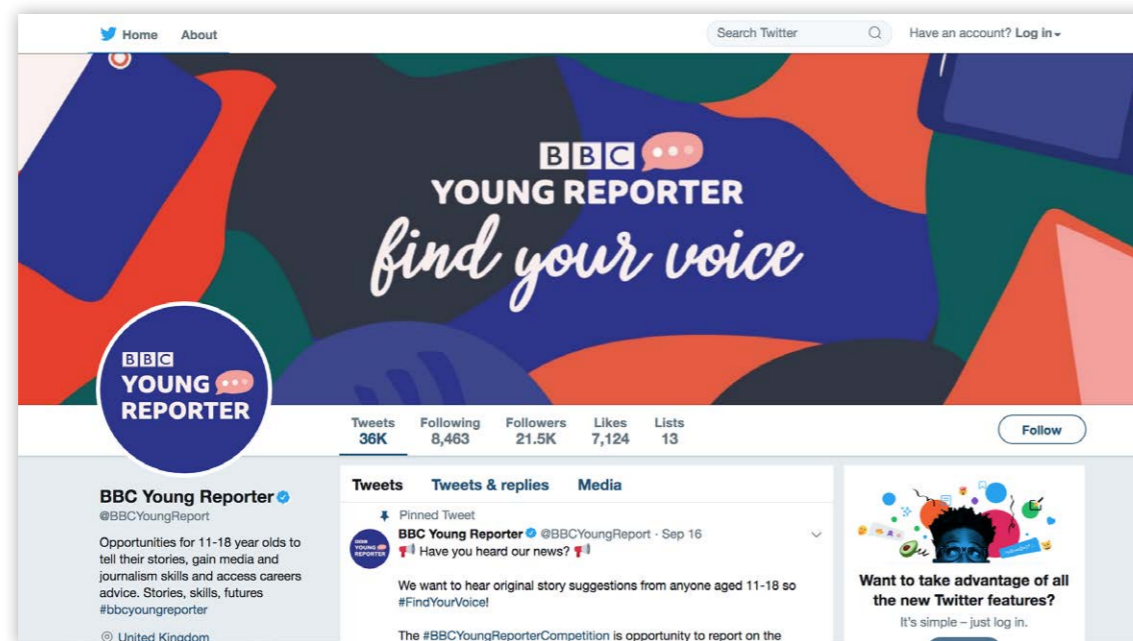 Home About
Search Twitter
Have an account? Log in
BBC
YOUNG REPORTER
find your voice
BBC
YOUNG
REPORTER
Tweets Following Followers Likes Lists
36K 8,463 21.5K 7,124 13
Follow
BBC Young Reporter
@BBCYoungReport
Opportunities for 11-18 year olds to
tell their stories, gain media and
journalism skills and access careers
advice. Stories, skills, futures
#bbcyoungreporter
United Kingdom
Tweets Tweets & replies Media
Pinned Tweet
BBC
YOUNG
REPORTER
BBC Young Reporter @BBCYoungReport · Sep 16
Have you heard our news?
We want to hear original story suggestions from anyone aged 11-18 so
#FindYourVoice!
The #BBCYoungReporterCompetition is opportunity to report on the
Want to take advantage of all
the new Twitter features?
It's simple – just log in.